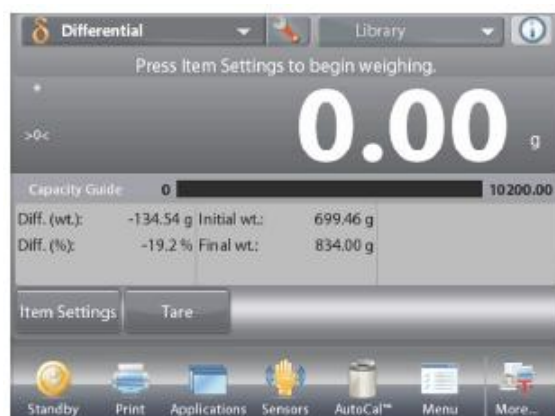 δ Differential Library
Press Item Settings to begin weighing.
*
>0<
0.00 g
Capacity Guide 0 10200.00
Diff. (wt.): -134.54 g Initial wt.: 699.46 g
Diff. (%): -19.2 % Final wt.: 834.00 g
Item Settings Tare
Standby Print Applications Sensors AutoCal™ Menu More...